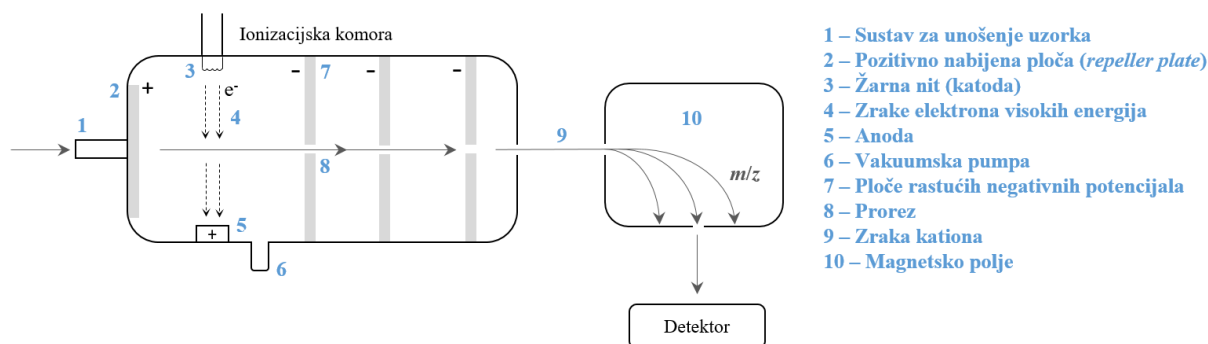 Ionizacijska komora
3
- 7 - -
2 +
e-
4
1
10
9
8
m/z
5
+
6
Detektor
1 – Sustav za unošenje uzorka
2 – Pozitivno nabijena ploča (repeller plate)
3 – Žarna nit (katoda)
4 – Zrake elektrona visokih energija
5 – Anoda
6 – Vakuumska pumpa
7 – Ploče rastućih negativnih potencijala
8 – Prorez
9 – Zraka kationa
10 – Magnetsko polje